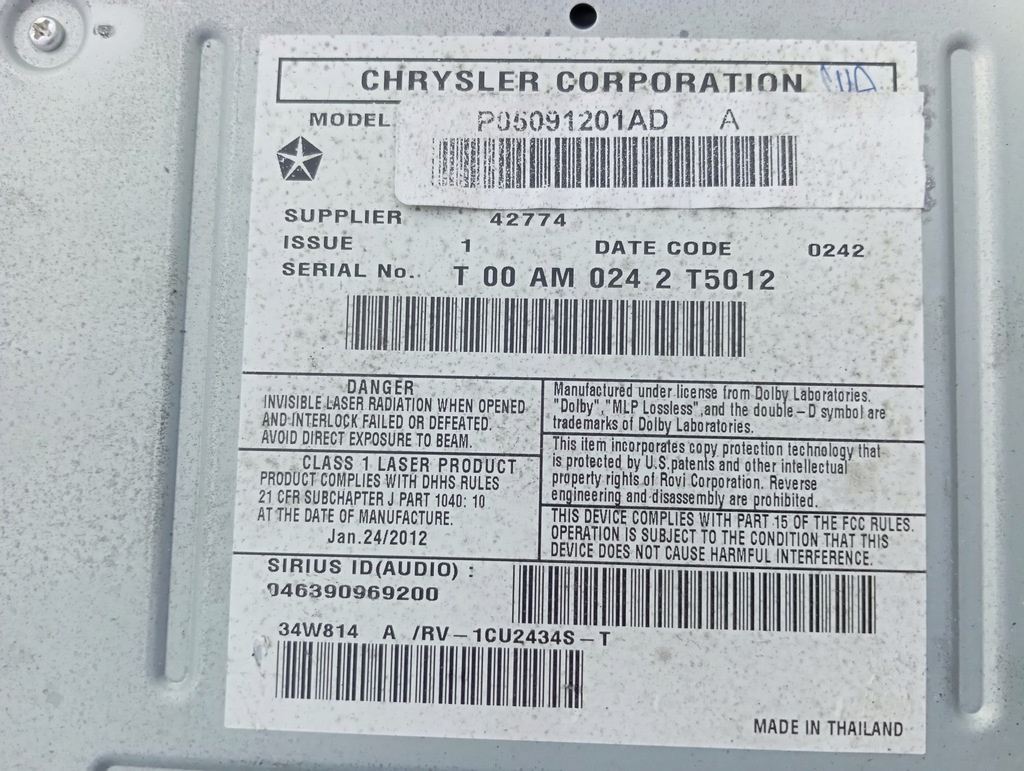 CHRYSLER CORPORATION
MODEL P05091201AD A
SUPPLIER 42774
ISSUE 1 DATE CODE 0242
SERIAL No.. T 00 AM 024 2 T5012
DANGER
INVISIBLE LASER RADIATION WHEN OPENED
AND INTERLOCK FAILED OR DEFEATED.
AVOID DIRECT EXPOSURE TO BEAM.
CLASS 1 LASER PRODUCT
PRODUCT COMPLIES WITH DHHS RULES
21 CFR SUBCHAPTER J PART 1040: 10
AT THE DATE OF MANUFACTURE.
Jan.24/2012
Manufactured under license from Dolby Laboratories.
"Dolby","MLP Lossless",and the double-D symbol are
trademarks of Dolby Laboratories.
This item incorporates copy protection technology that
is protected by U.S.patents and other intellectual
property rights of Rovi Corporation. Reverse
engineering and disassembly are prohibited.
THIS DEVICE COMPLIES WITH PART 15 OF THE FCC RULES.
OPERATION IS SUBJECT TO THE CONDITION THAT THIS
DEVICE DOES NOT CAUSE HARMFUL INTERFERENCE.
SIRIUS ID(AUDIO) :
046390969200
34W814 A /RV-1CU2434S-T
MADE IN THAILAND